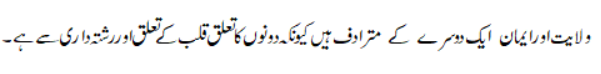 ولایت اور ایمان ایک دوسرے کے مترادف ہیں کیونکہ دونوں کا تعلق قلب کے تعلق اور رشتہ داری سے ہے۔